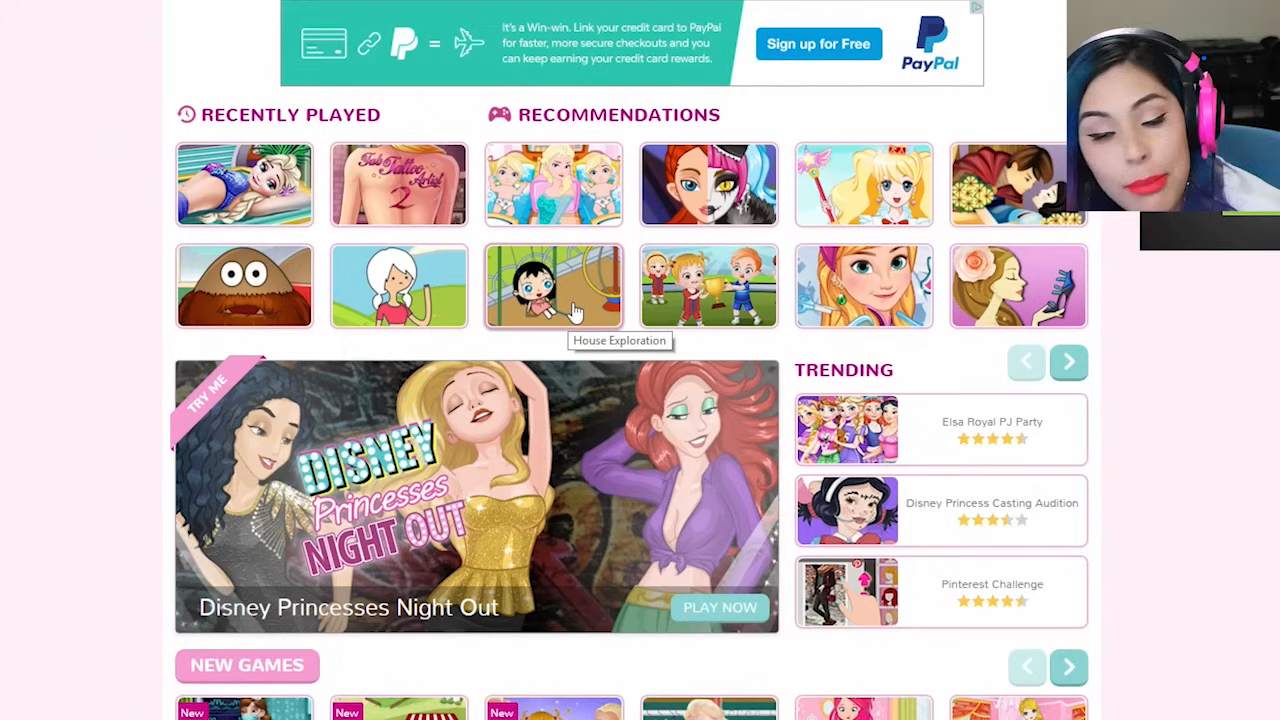 It's a Win-win. Link your credit card to PayPal
for faster, more secure checkouts and you
can keep earning your credit card rewards.
=
Sign up for Free
PayPal
RECENTLY PLAYED
RECOMMENDATIONS
Tattoo
Artist
2
House Exploration
TRY ME
DISNEY
Princesses
NIGHT OUT
Disney Princesses Night Out
PLAY NOW
TRENDING
Elsa Royal PJ Party
Disney Princess Casting Audition
Pinterest Challenge
NEW GAMES
New
New
New